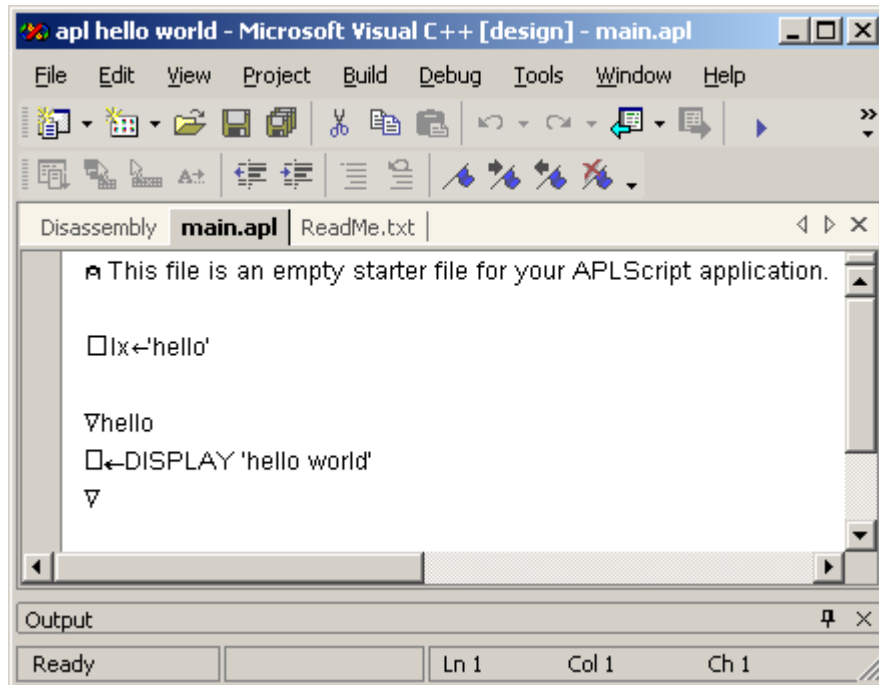 apl hello world - Microsoft Visual C++ [design] - main.apl
File Edit View Project Build Debug Tools Window Help
Disassembly main.apl ReadMe.txt
⍝ This file is an empty starter file for your APLScript application.
⎕lx←'hello'
∇hello
⎕←DISPLAY 'hello world'
∇
Output
Ready Ln 1 Col 1 Ch 1